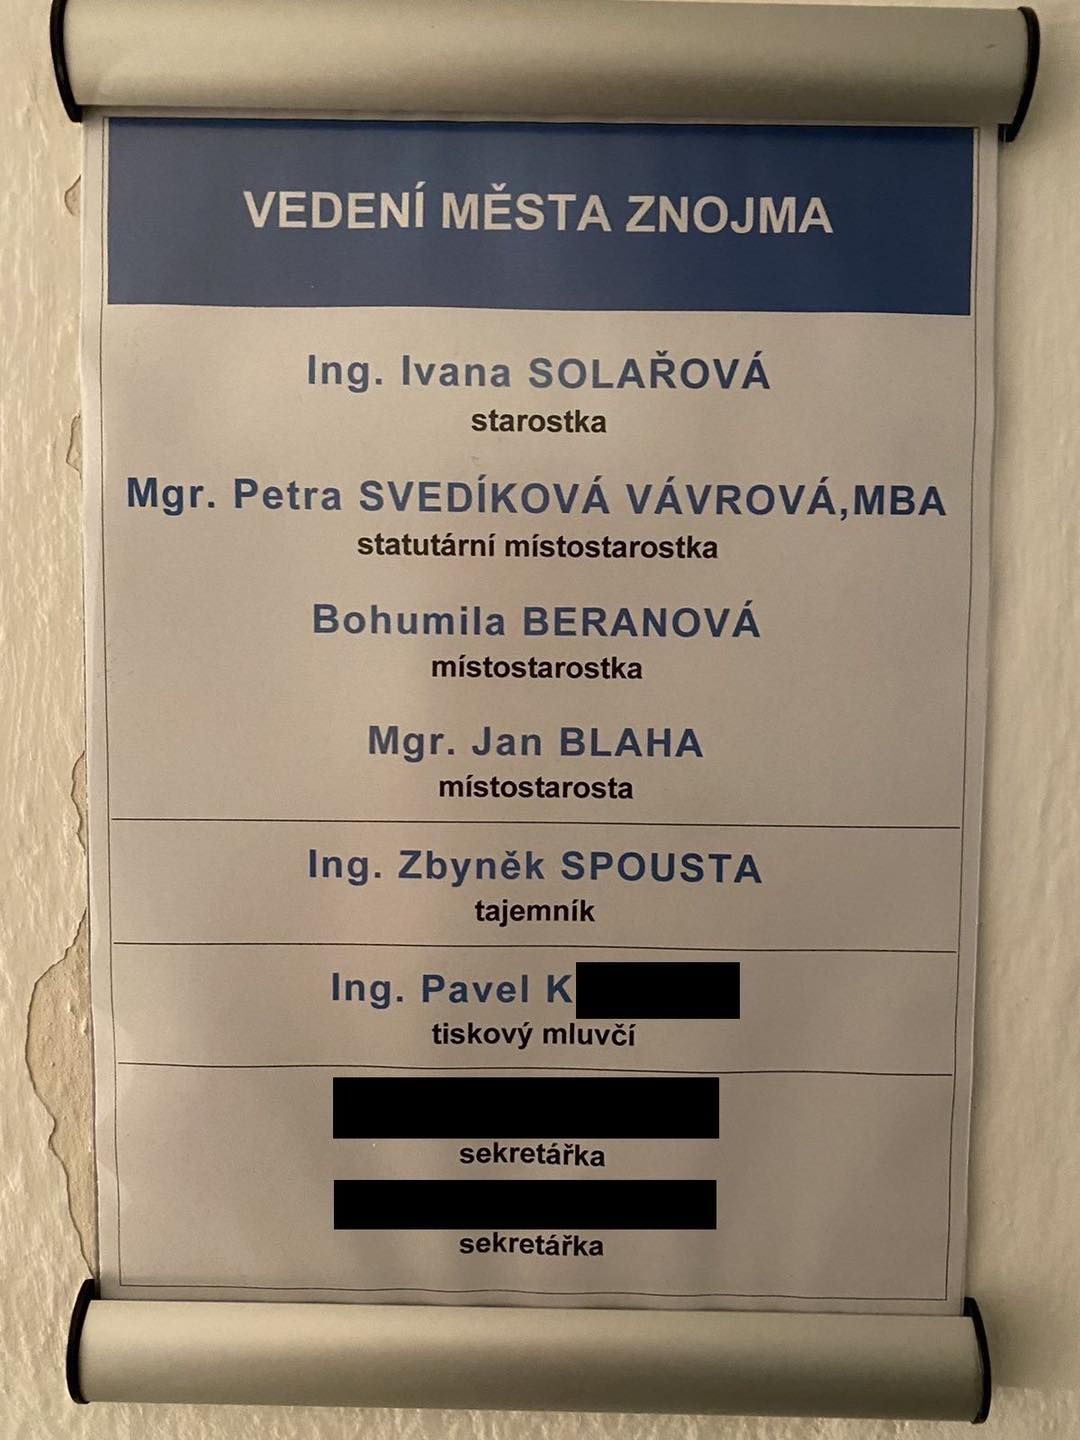 VEDENÍ MĚSTA ZNOJMA
Ing. Ivana SOLAŘOVÁ
starostka
Mgr. Petra SVEDÍKOVÁ VÁVROVÁ,MBA
statutární místostarostka
Bohumila BERANOVÁ
místostarostka
Mgr. Jan BLAHA
místostarosta
Ing. Zbyněk SPOUSTA
tajemník
Ing. Pavel K
tiskový mluvčí
sekretářka
sekretářka